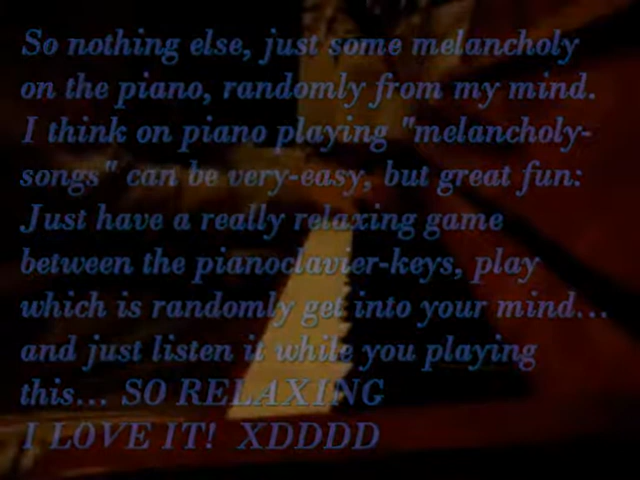 So nothing else, just some melancholy
on the piano, randomly from my mind.
I think on piano playing "melancholy-
songs" can be very-easy, but great fun:
Just have a really relaxing game
between the pianoclavier-keys, play
which is randomly get into your mind...
and just listen it while you playing
this... SO RELAXING
I LOVE IT!  XDDDD